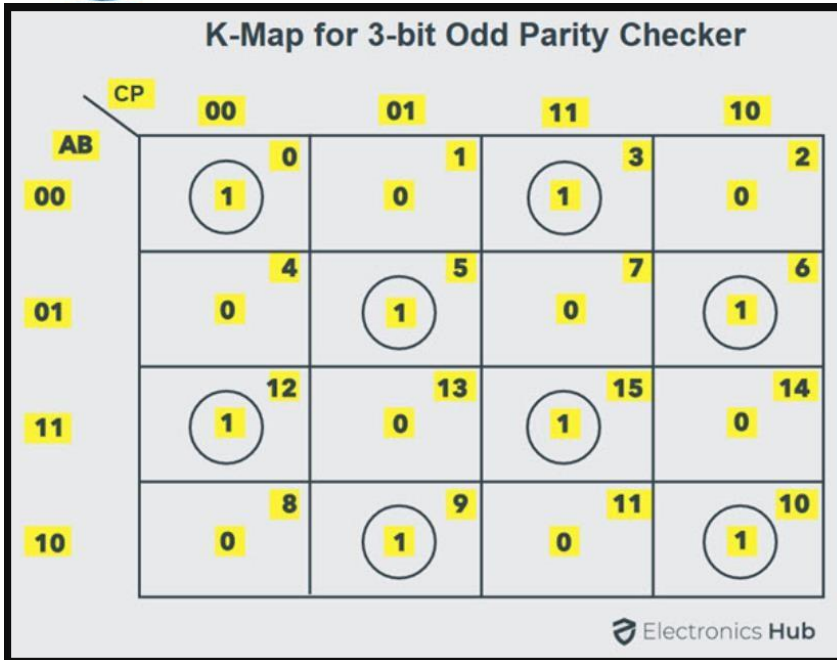 K-Map for 3-bit Odd Parity Checker
CP
00 01 11 10
AB
0 1 3 2
00 1 0 1 0
4 5 7 6
01 0 1 0 1
12 13 15 14
11 1 0 1 0
8 9 11 10
10 0 1 0 1
Electronics Hub